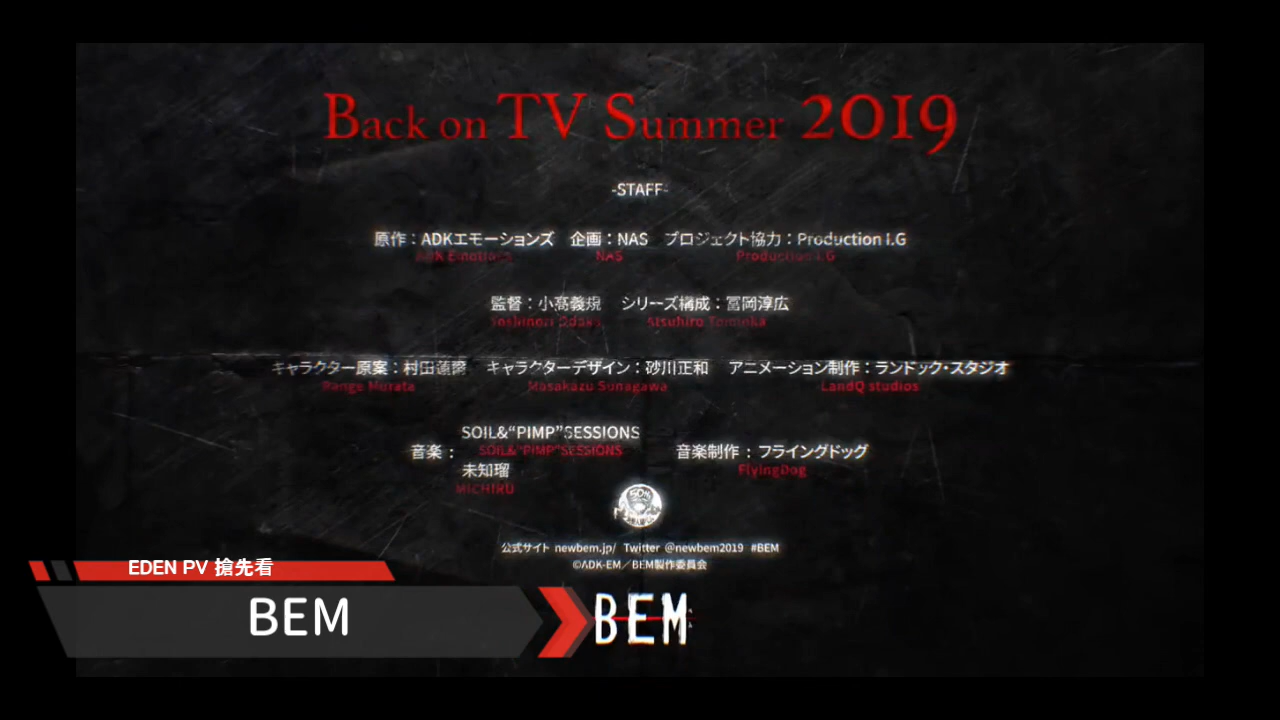 Back on TV Summer 2019
-STAFF-
原作：ADKエモーションズ　企画：NAS　プロジェクト協力：Production I.G
ADK Emotions NAS Production I.G
監督：小高義規　シリーズ構成：冨岡淳広
Yoshinori Odaka Atsuhiro Tomioka
キャラクター原案：村田蓮爾　キャラクターデザイン：砂川正和　アニメーション制作：ランドック・スタジオ
Range Murata Masakazu Sunagawa LandQ studios
SOIL&“PIMP”SESSIONS
音楽： SOIL&“PIMP”SESSIONS 音楽制作：フライングドッグ
未知瑠 FlyingDog
MICHIRU
公式サイト newbem.jp/ Twitter @newbem2019 #BEM
©ADK-EM／BEM製作委員会
EDEN PV 搶先看
BEM
BEM